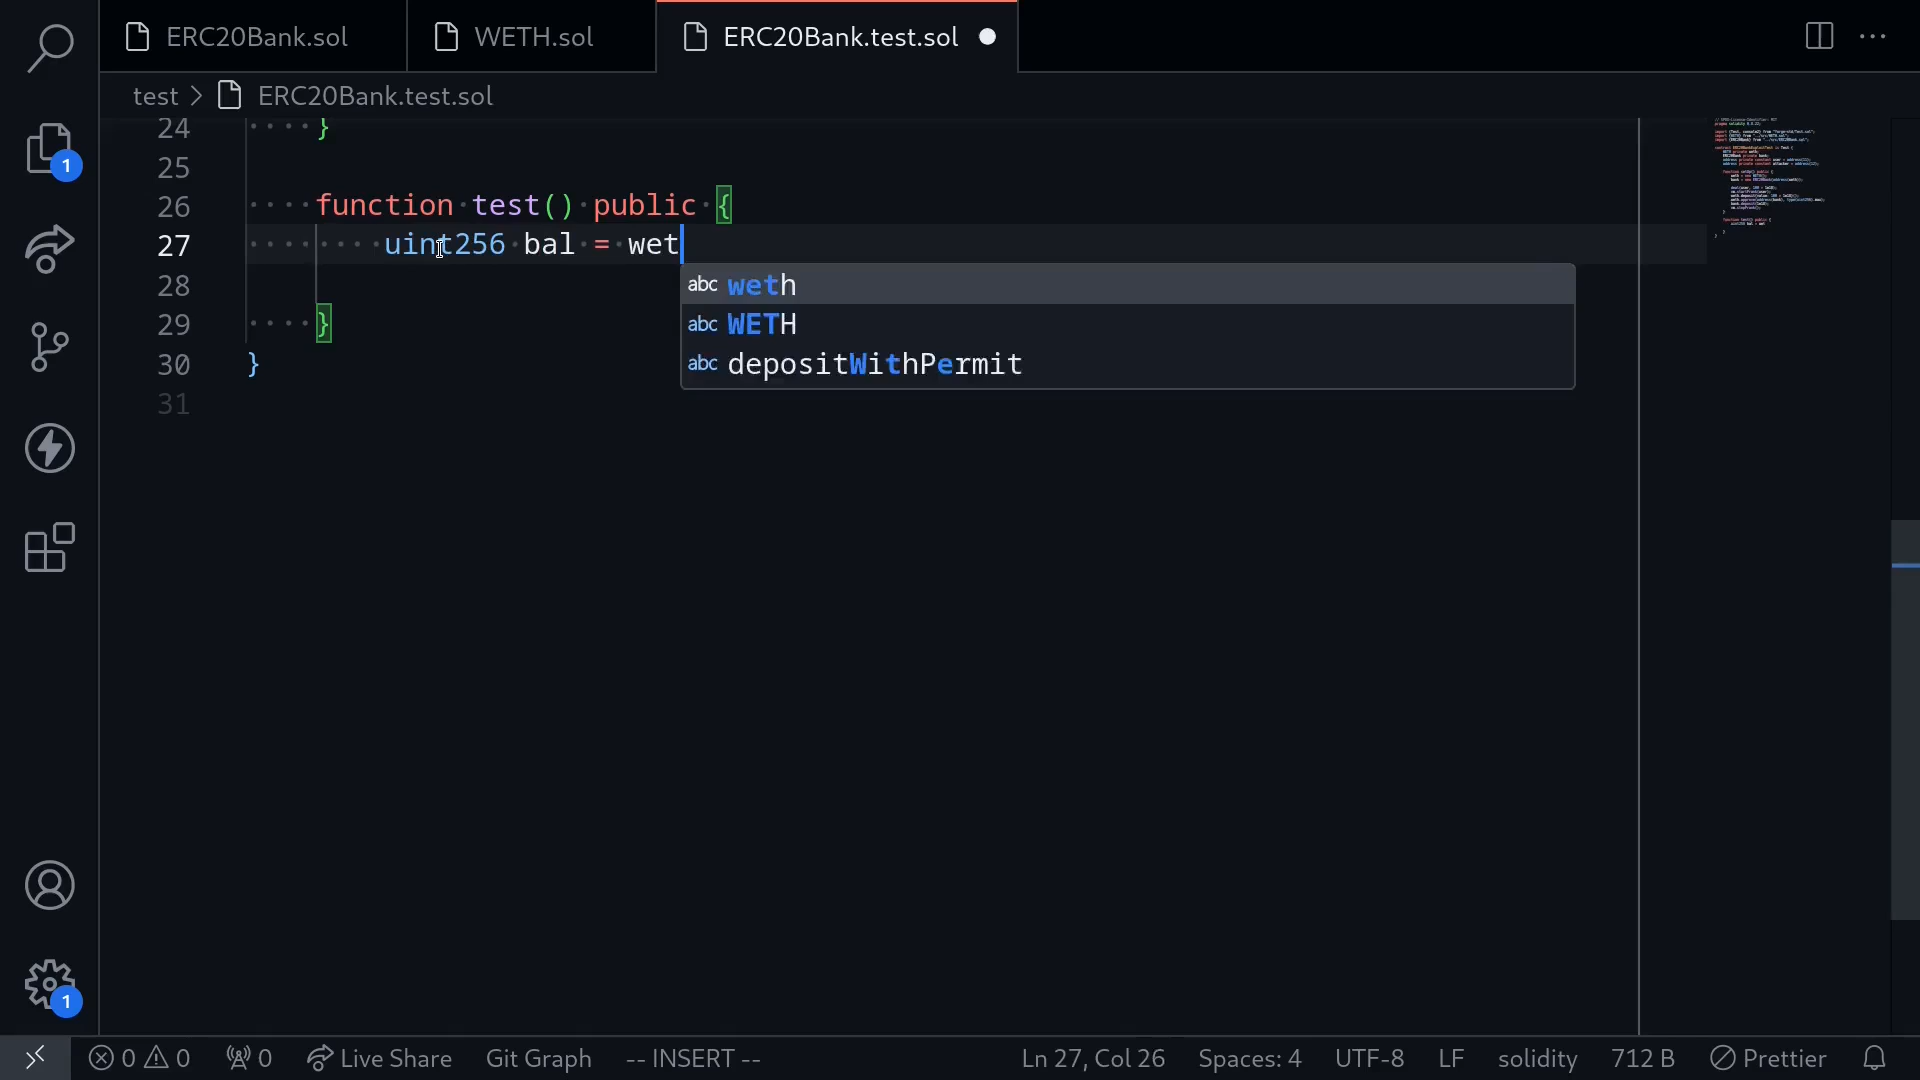 ERC20Bank.sol
WETH.sol
ERC20Bank.test.sol
test > ERC20Bank.test.sol
24 }
25
26 function test() public {
27 uint256 bal = wet
28
29 }
30 }
31
abc weth
abc WETH
abc depositWithPermit
1
1
0 0 0 Live Share Git Graph -- INSERT -- Ln 27, Col 26 Spaces: 4 UTF-8 LF solidity 712 B Prettier